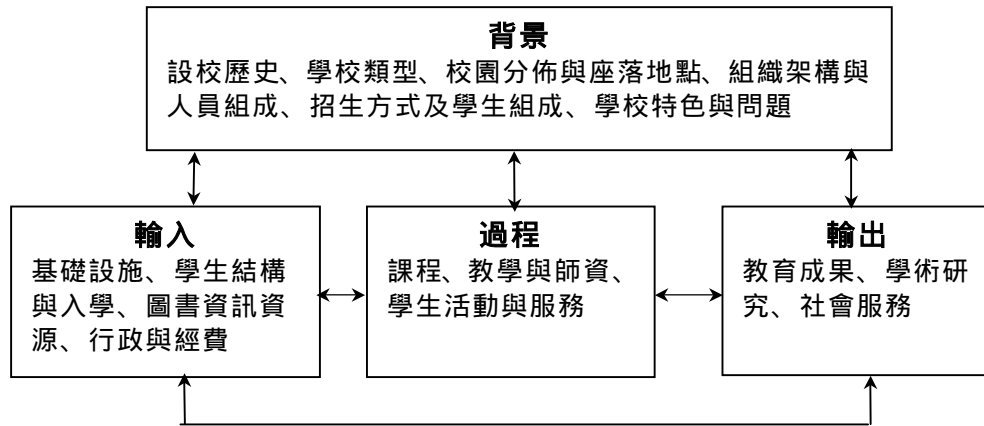 背景
設校歷史、學校類型、校園分佈與座落地點、組織架構與
人員組成、招生方式及學生組成、學校特色與問題
輸入
基礎設施、學生結構
與入學、圖書資訊資
源、行政與經費
過程
課程、教學與師資、
學生活動與服務
輸出
教育成果、學術研
究、社會服務